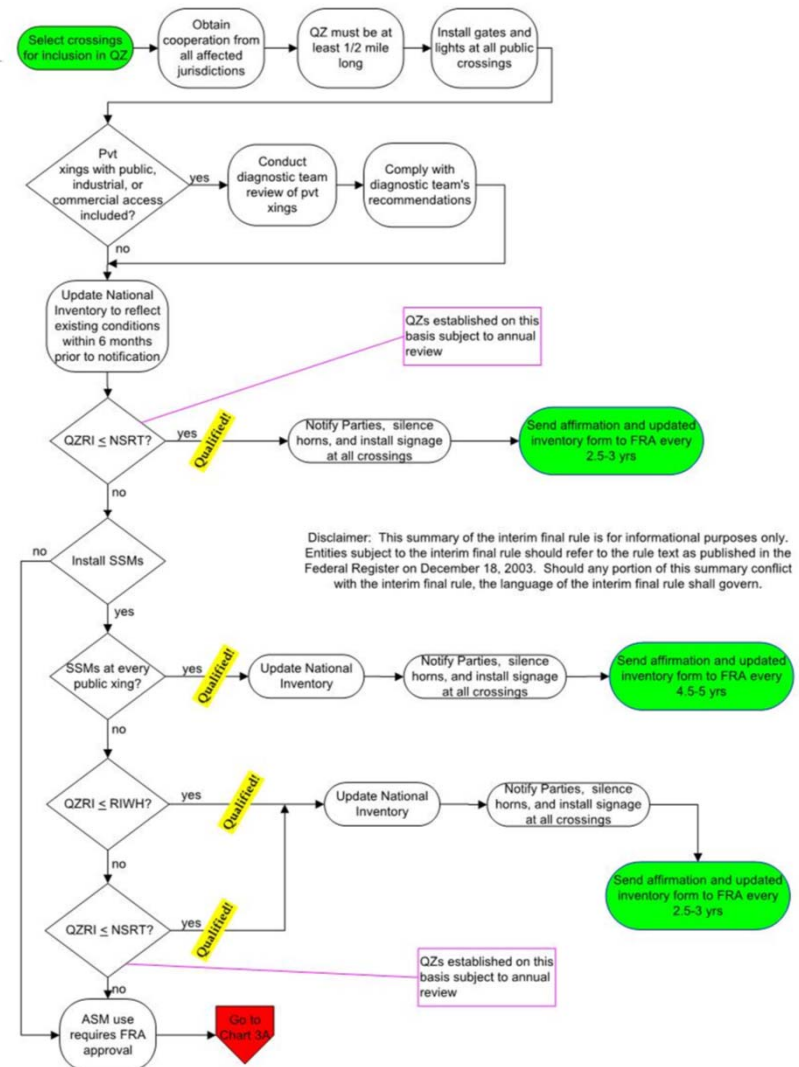 Select crossings
for inclusion in QZ
Obtain
cooperation from
all affected
jurisdictions
QZ must be at
least 1/2 mile
long
Install gates and
lights at all public
crossings
Pvt
xings with public,
industrial, or
commercial access
included?
yes
Conduct
diagnostic team
review of pvt
xings
Comply with
diagnostic team's
recommendations
no
Update National
Inventory to reflect
existing conditions
within 6 months
prior to notification
QZs established on this
basis subject to annual
review
QZRI ≤ NSRT?
yes
Qualified!
Notify Parties, silence
horns, and install signage
at all crossings
Send affirmation and updated
inventory form to FRA every
2.5-3 yrs
no
Disclaimer: This summary of the interim final rule is for informational purposes only.
Entities subject to the interim final rule should refer to the rule text as published in the
Federal Register on December 18, 2003. Should any portion of this summary conflict
with the interim final rule, the language of the interim final rule shall govern.
no
Install SSMs
yes
SSMs at every
public xing?
yes
Qualified!
Update National
Inventory
Notify Parties, silence
horns, and install signage
at all crossings
Send affirmation and updated
inventory form to FRA every
4.5-5 yrs
no
QZRI ≤ RIWH?
yes
Qualified!
Update National
Inventory
Notify Parties, silence
horns, and install signage
at all crossings
Send affirmation and updated
inventory form to FRA every
2.5-3 yrs
no
QZRI ≤ NSRT?
yes
Qualified!
QZs established on this
basis subject to annual
review
no
ASM use
requires FRA
approval
Go to
Chart 3A